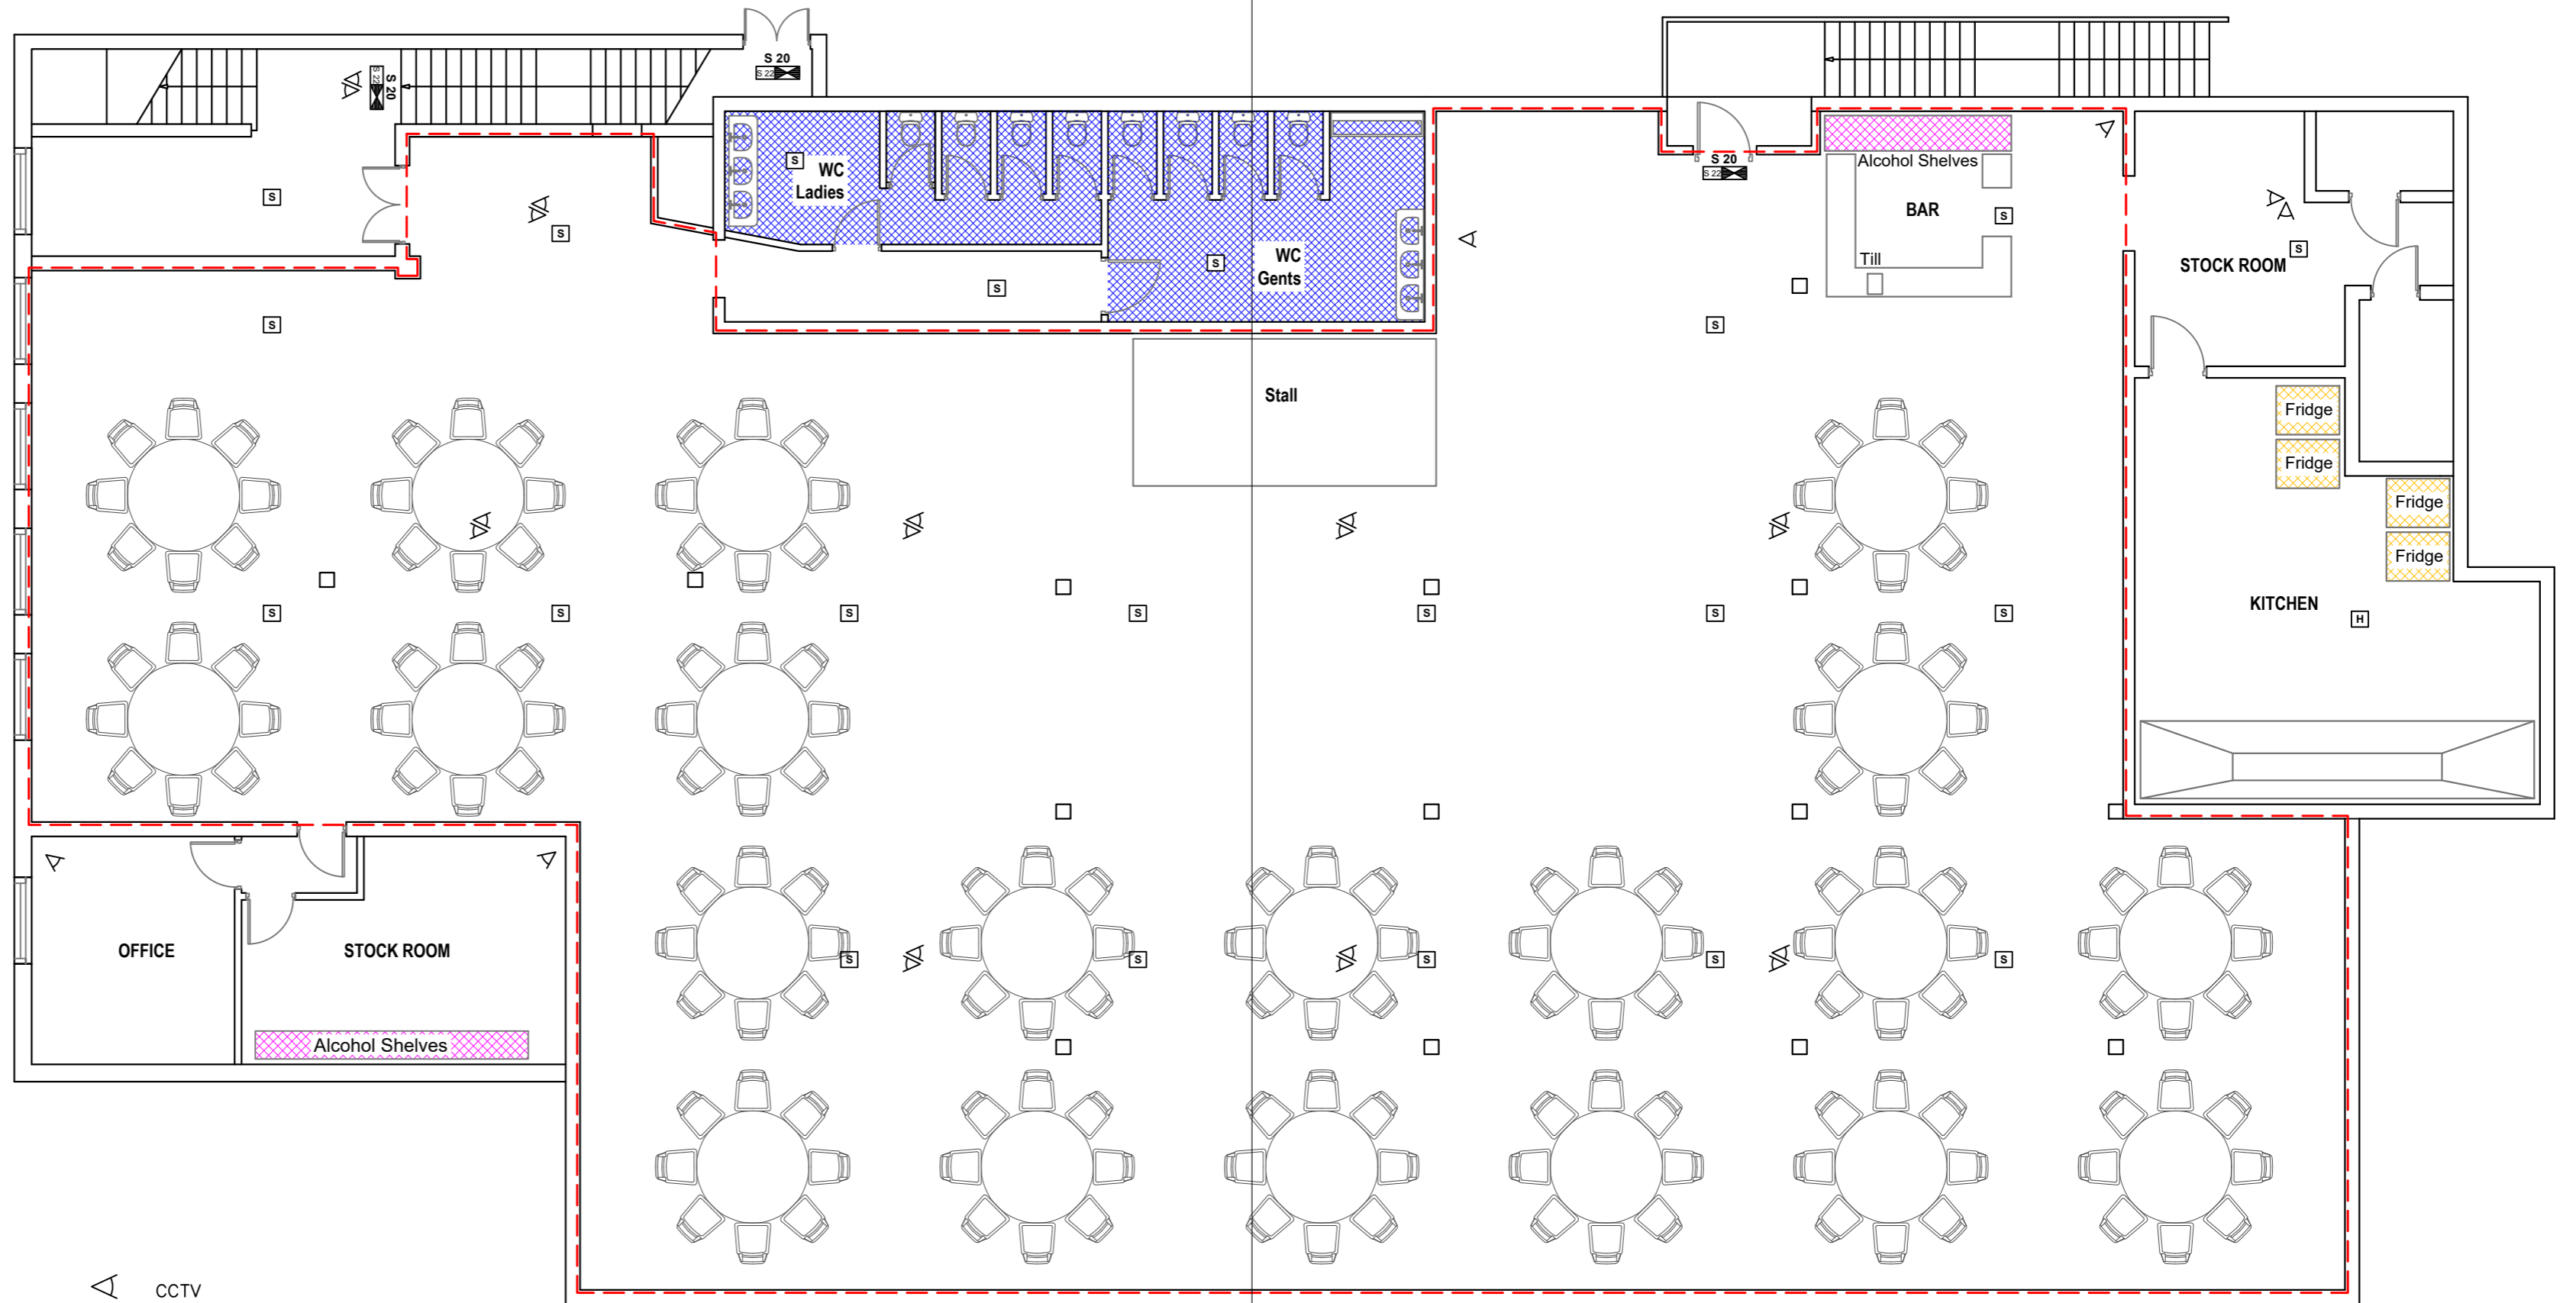 S 20
S 22
S 20
S 22
WC
Ladies
S
S
S
S
S
S
WC
Gents
S 20
S 22
Alcohol Shelves
BAR
S
Till
S
STOCK ROOM
S
Stall
Fridge
Fridge
Fridge
Fridge
KITCHEN
H
S
S
S
S
S
S
S
OFFICE
STOCK ROOM
Alcohol Shelves
S
S
S
S
S
CCTV